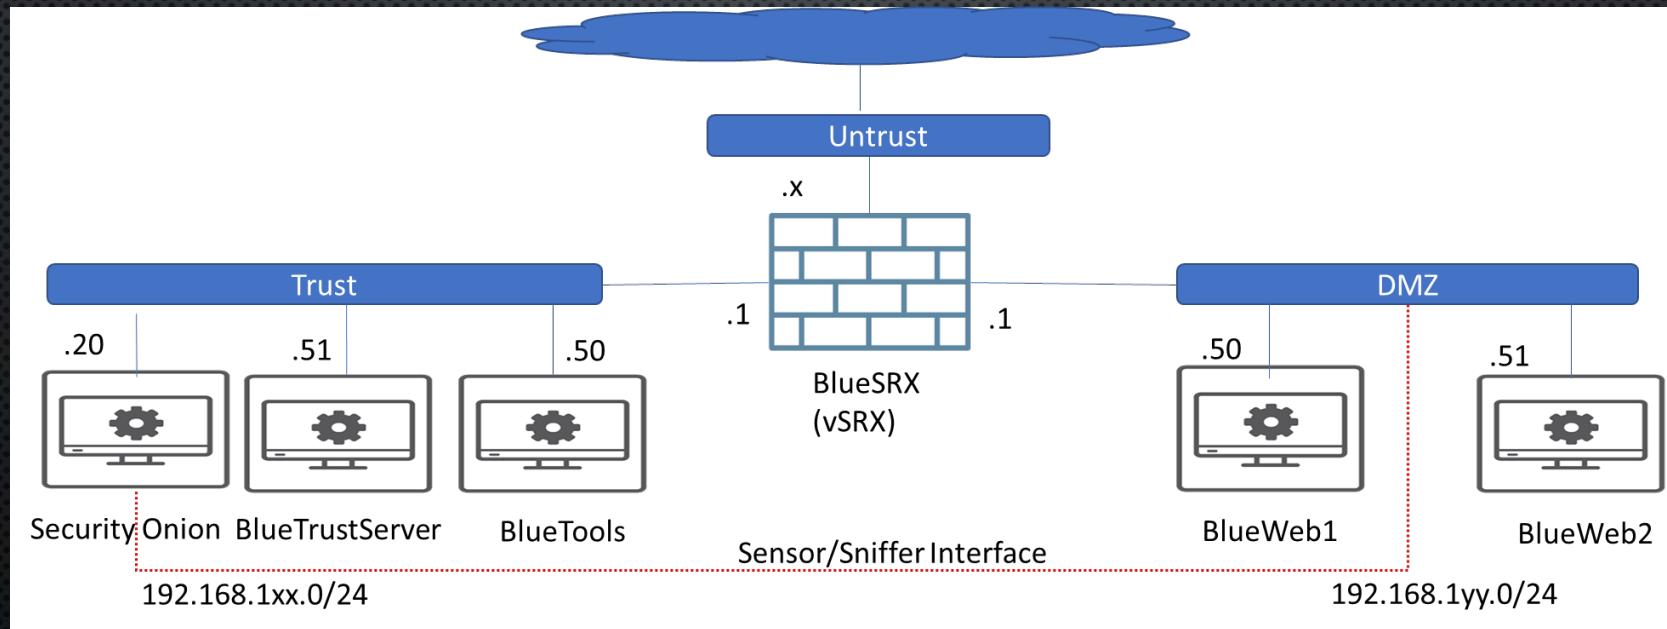 Untrust
.x
Trust
DMZ
.1
.1
.20
.51
.50
.50
.51
BlueSRX
(vSRX)
Security Onion
BlueTrustServer
BlueTools
BlueWeb1
BlueWeb2
Sensor/Sniffer Interface
192.168.1xx.0/24
192.168.1yy.0/24